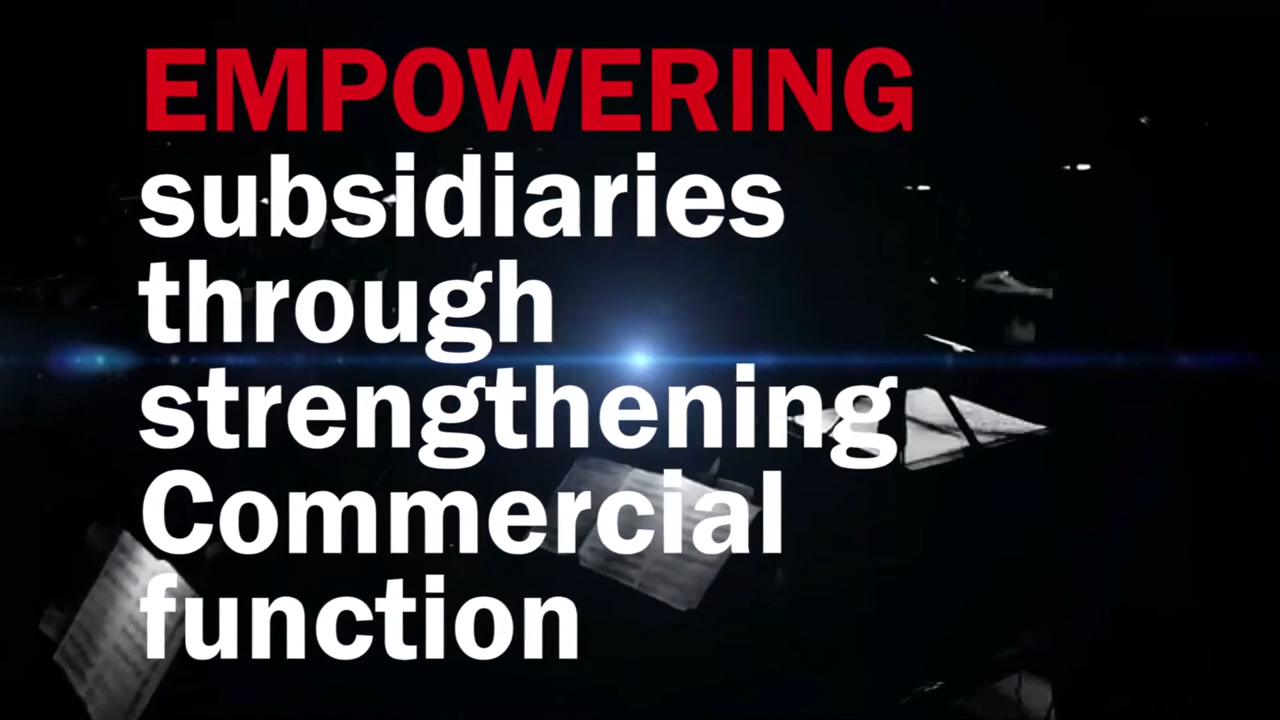 EMPOWERING
subsidiaries
through
strengthening
Commercial
function